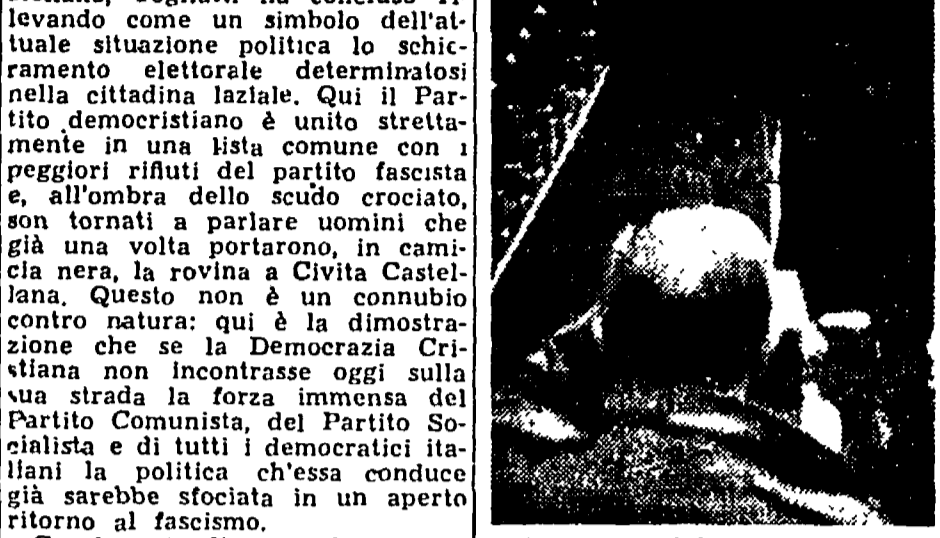 levando come un simbolo dell'at-
tuale situazione politica lo schie-
ramento elettorale determinatosi
nella cittadina laziale. Qui il Par-
tito democristiano è unito stretta-
mente in una lista comune con i
peggiori rifiuti del partito fascista
e, all'ombra dello scudo crociato,
son tornati a parlare uomini che
già una volta portarono, in cami-
cia nera, la rovina a Civita Castel-
lana. Questo non è un connubio
contro natura: qui è la dimostra-
zione che se la Democrazia Cri-
stiana non incontrasse oggi sulla
sua strada la forza immensa del
Partito Comunista, del Partito So-
cialista e di tutti i democratici ita-
liani la politica ch'essa conduce
già sarebbe sfociata in un aperto
ritorno al fascismo.